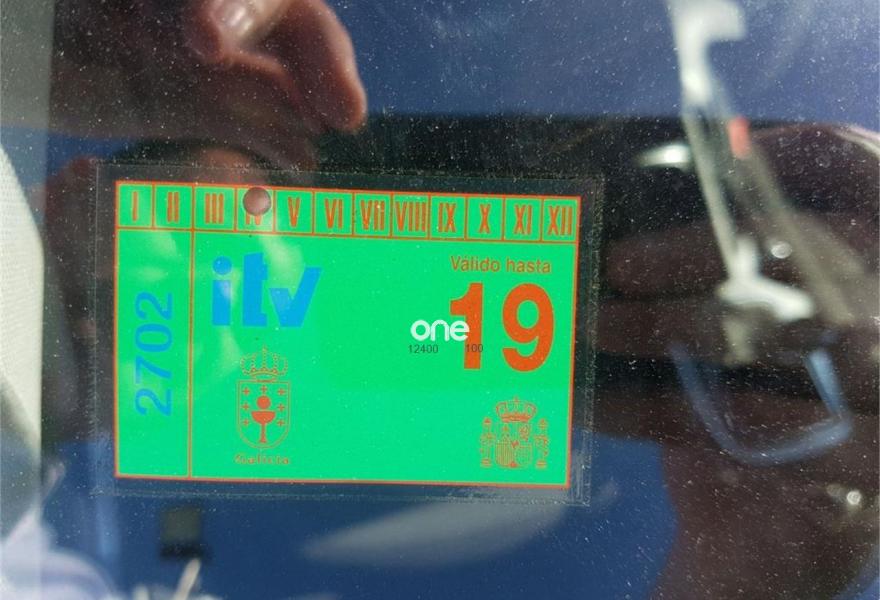 I II III IV V VI VII VIII IX X XI XII
Válido hasta
itv
19
2702
one
12400 100
Galicia